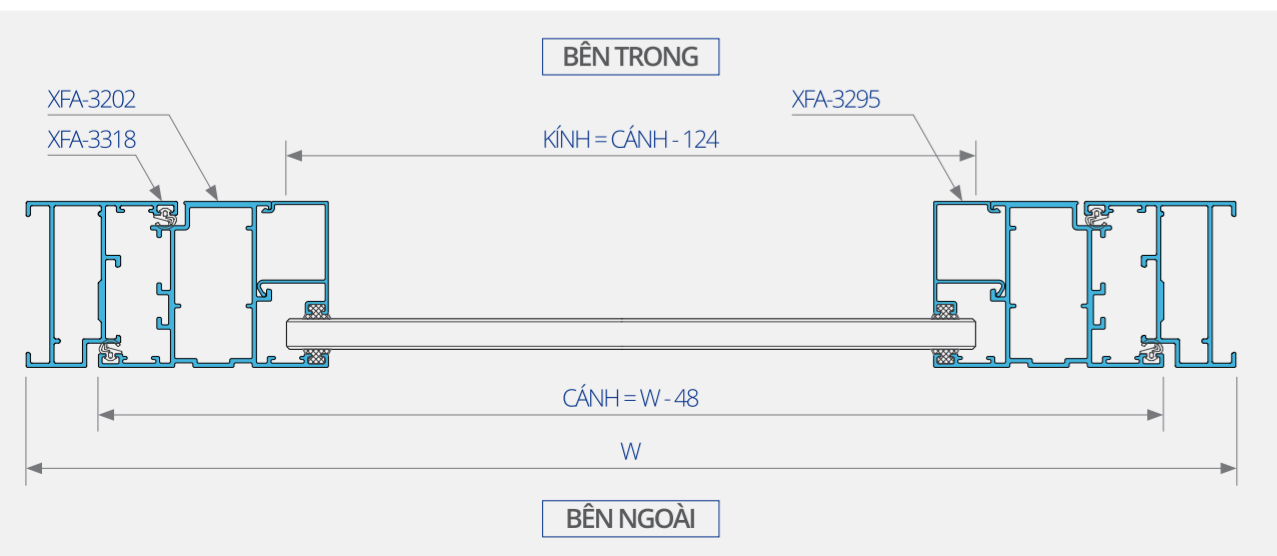 BÊN TRONG
XFA-3202
XFA-3295
XFA-3318
KÍNH = CÁNH - 124
CÁNH = W - 48
W
BÊN NGOÀI